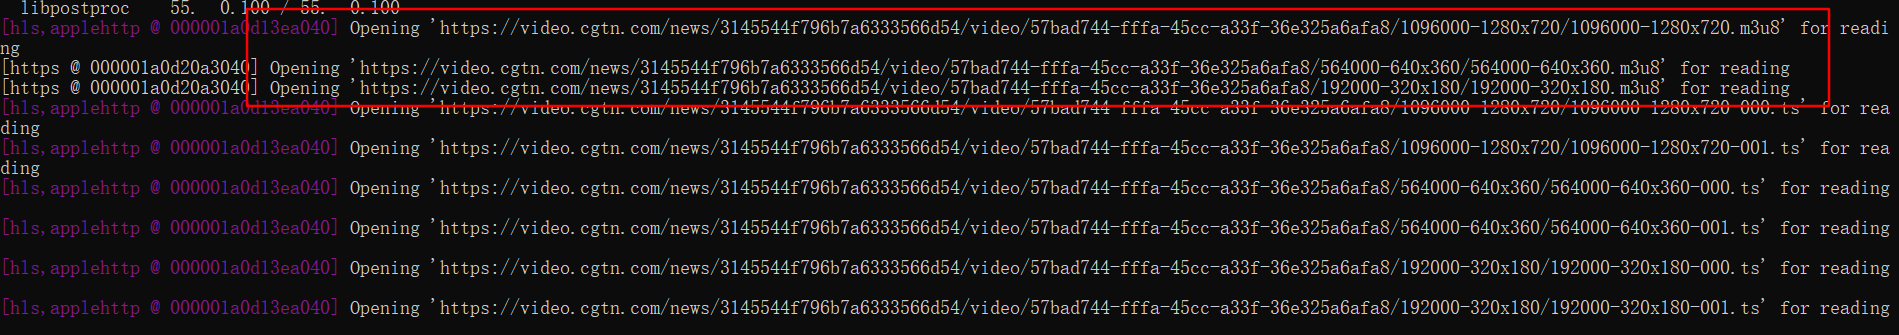 libpostproc    55.  0.100 / 55.  0.100
[hls,applehttp @ 000001a0d13ea040] Opening 'https://video.cgtn.com/news/3145544f796b7a6333566d54/video/57bad744-fffa-45cc-a33f-36e325a6afa8/1096000-1280x720/1096000-1280x720.m3u8' for readi
ng
[https @ 000001a0d20a3040] Opening 'https://video.cgtn.com/news/3145544f796b7a6333566d54/video/57bad744-fffa-45cc-a33f-36e325a6afa8/564000-640x360/564000-640x360.m3u8' for reading
[https @ 000001a0d20a3040] Opening 'https://video.cgtn.com/news/3145544f796b7a6333566d54/video/57bad744-fffa-45cc-a33f-36e325a6afa8/192000-320x180/192000-320x180.m3u8' for reading
[hls,applehttp @ 000001a0d13ea040] Opening 'https://video.cgtn.com/news/3145544f796b7a6333566d54/video/57bad744-fffa-45cc-a33f-36e325a6afa8/1096000-1280x720/1096000-1280x720-000.ts' for rea
ding
[hls,applehttp @ 000001a0d13ea040] Opening 'https://video.cgtn.com/news/3145544f796b7a6333566d54/video/57bad744-fffa-45cc-a33f-36e325a6afa8/1096000-1280x720/1096000-1280x720-001.ts' for rea
ding
[hls,applehttp @ 000001a0d13ea040] Opening 'https://video.cgtn.com/news/3145544f796b7a6333566d54/video/57bad744-fffa-45cc-a33f-36e325a6afa8/564000-640x360/564000-640x360-000.ts' for reading
[hls,applehttp @ 000001a0d13ea040] Opening 'https://video.cgtn.com/news/3145544f796b7a6333566d54/video/57bad744-fffa-45cc-a33f-36e325a6afa8/564000-640x360/564000-640x360-001.ts' for reading
[hls,applehttp @ 000001a0d13ea040] Opening 'https://video.cgtn.com/news/3145544f796b7a6333566d54/video/57bad744-fffa-45cc-a33f-36e325a6afa8/192000-320x180/192000-320x180-000.ts' for reading
[hls,applehttp @ 000001a0d13ea040] Opening 'https://video.cgtn.com/news/3145544f796b7a6333566d54/video/57bad744-fffa-45cc-a33f-36e325a6afa8/192000-320x180/192000-320x180-001.ts' for reading